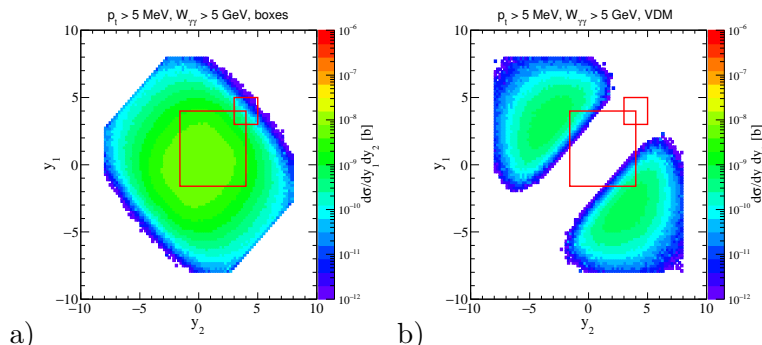 p_t > 5 MeV, W_γγ > 5 GeV, boxes
y_1
10
5
0
−5
−10
−10 −5 0 5 10
y_2
10^−6
10^−7
10^−8
10^−9
10^−10
10^−11
10^−12
dσ/dy_1dy_2 [b]
a)
p_t > 5 MeV, W_γγ > 5 GeV, VDM
y_1
10
5
0
−5
−10
−10 −5 0 5 10
y_2
10^−6
10^−7
10^−8
10^−9
10^−10
10^−11
10^−12
dσ/dy dy [b]
b)